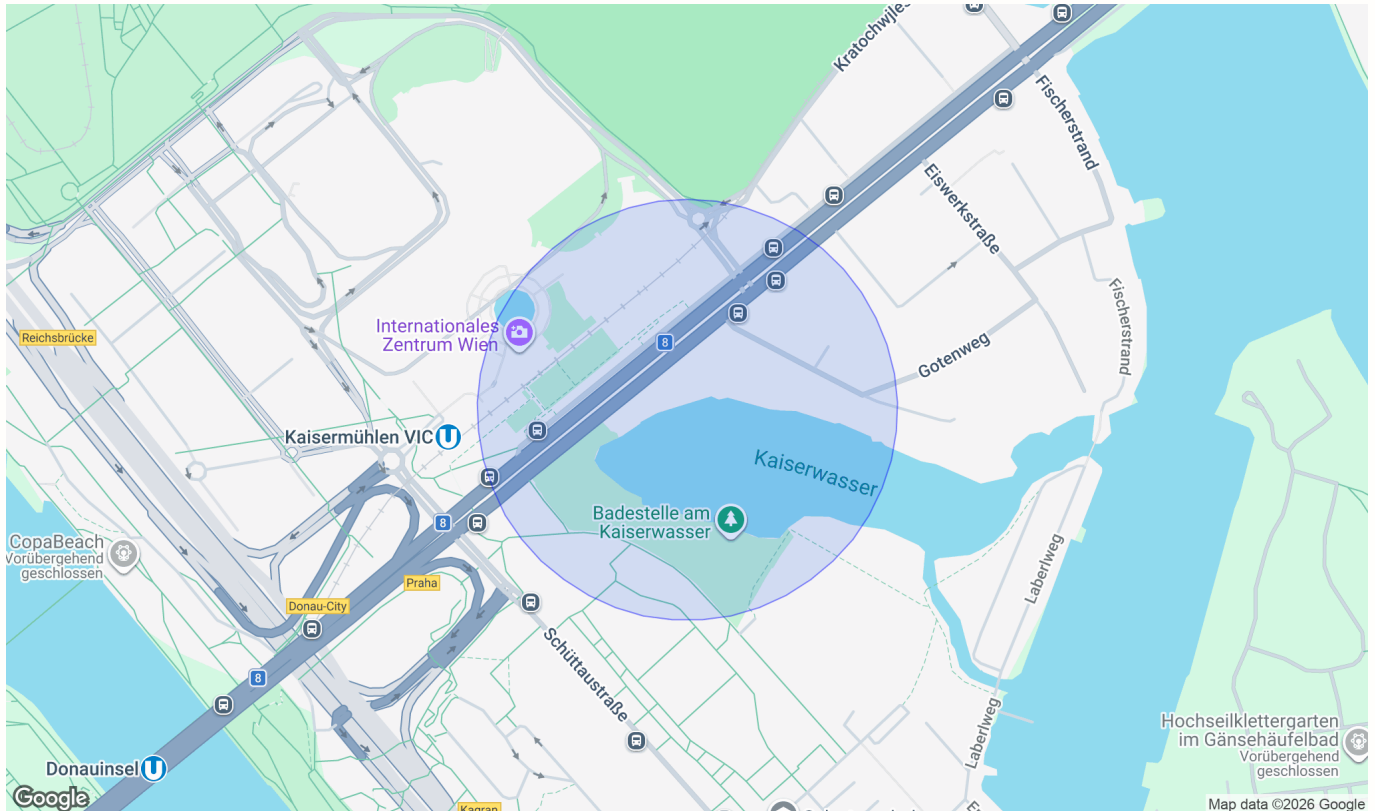 Kratochwjles
Fischerstrand
Eiswerkstraße
Fischerstrand
Reichsbrücke
Internationales
Zentrum Wien
8
Gotenweg
Kaisermühlen VIC
U
Kaiserwasser
Badestelle am
Kaiserwasser
8
CopaBeach
Vorübergehend
geschlossen
Praha
Donau-City
Laberlweg
Schüttaustraße
8
Laberlweg
Hochseilklettergarten
im Gänsehäufelbad
Vorübergehend
geschlossen
Donauinsel
U
Google
Kagran
Map data ©2026 Google